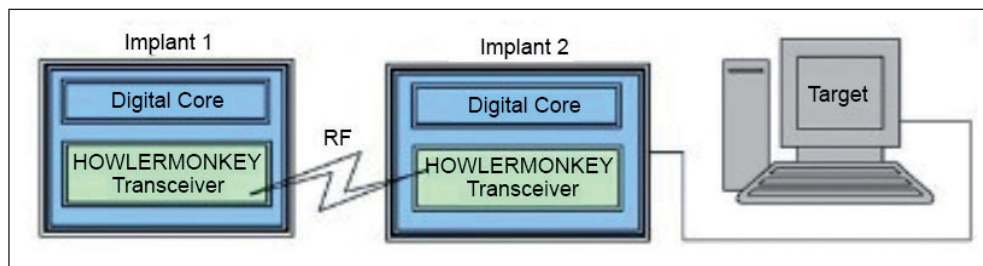 Implant 1
Implant 2
Digital Core
Digital Core
Target
RF
HOWLERMONKEY
Transceiver
HOWLERMONKEY
Transceiver